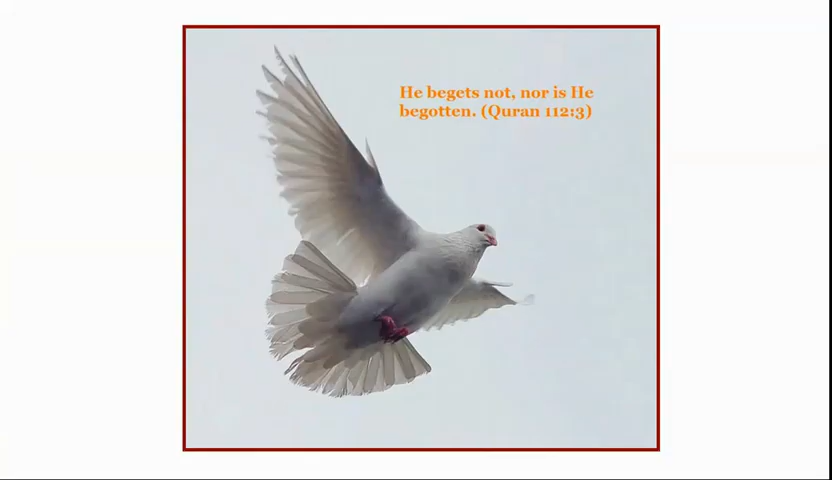 He begets not, nor is He
begotten. (Quran 112:3)